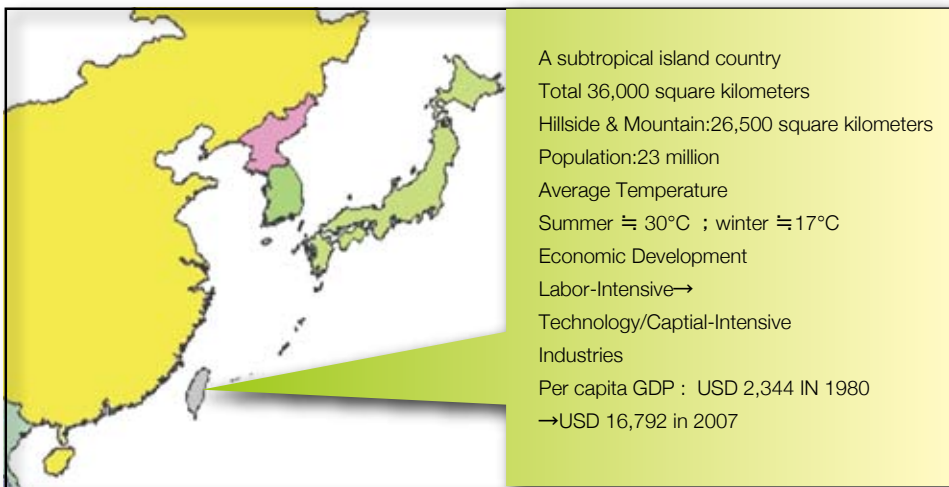 A subtropical island country
Total 36,000 square kilometers
Hillside & Mountain:26,500 square kilometers
Population:23 million
Average Temperature
Summer ≒ 30°C ；winter ≒17°C
Economic Development
Labor-Intensive→
Technology/Captial-Intensive
Industries
Per capita GDP： USD 2,344 IN 1980
→USD 16,792 in 2007